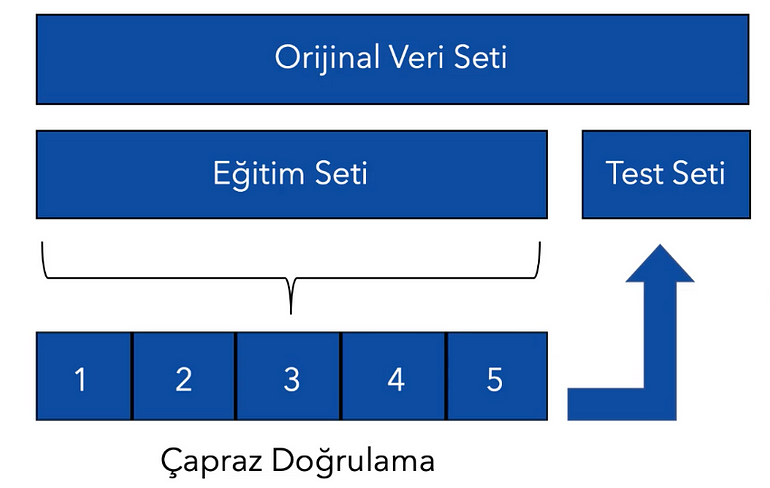 Orijinal Veri Seti
Eğitim Seti
Test Seti
1 2 3 4 5
Çapraz Doğrulama